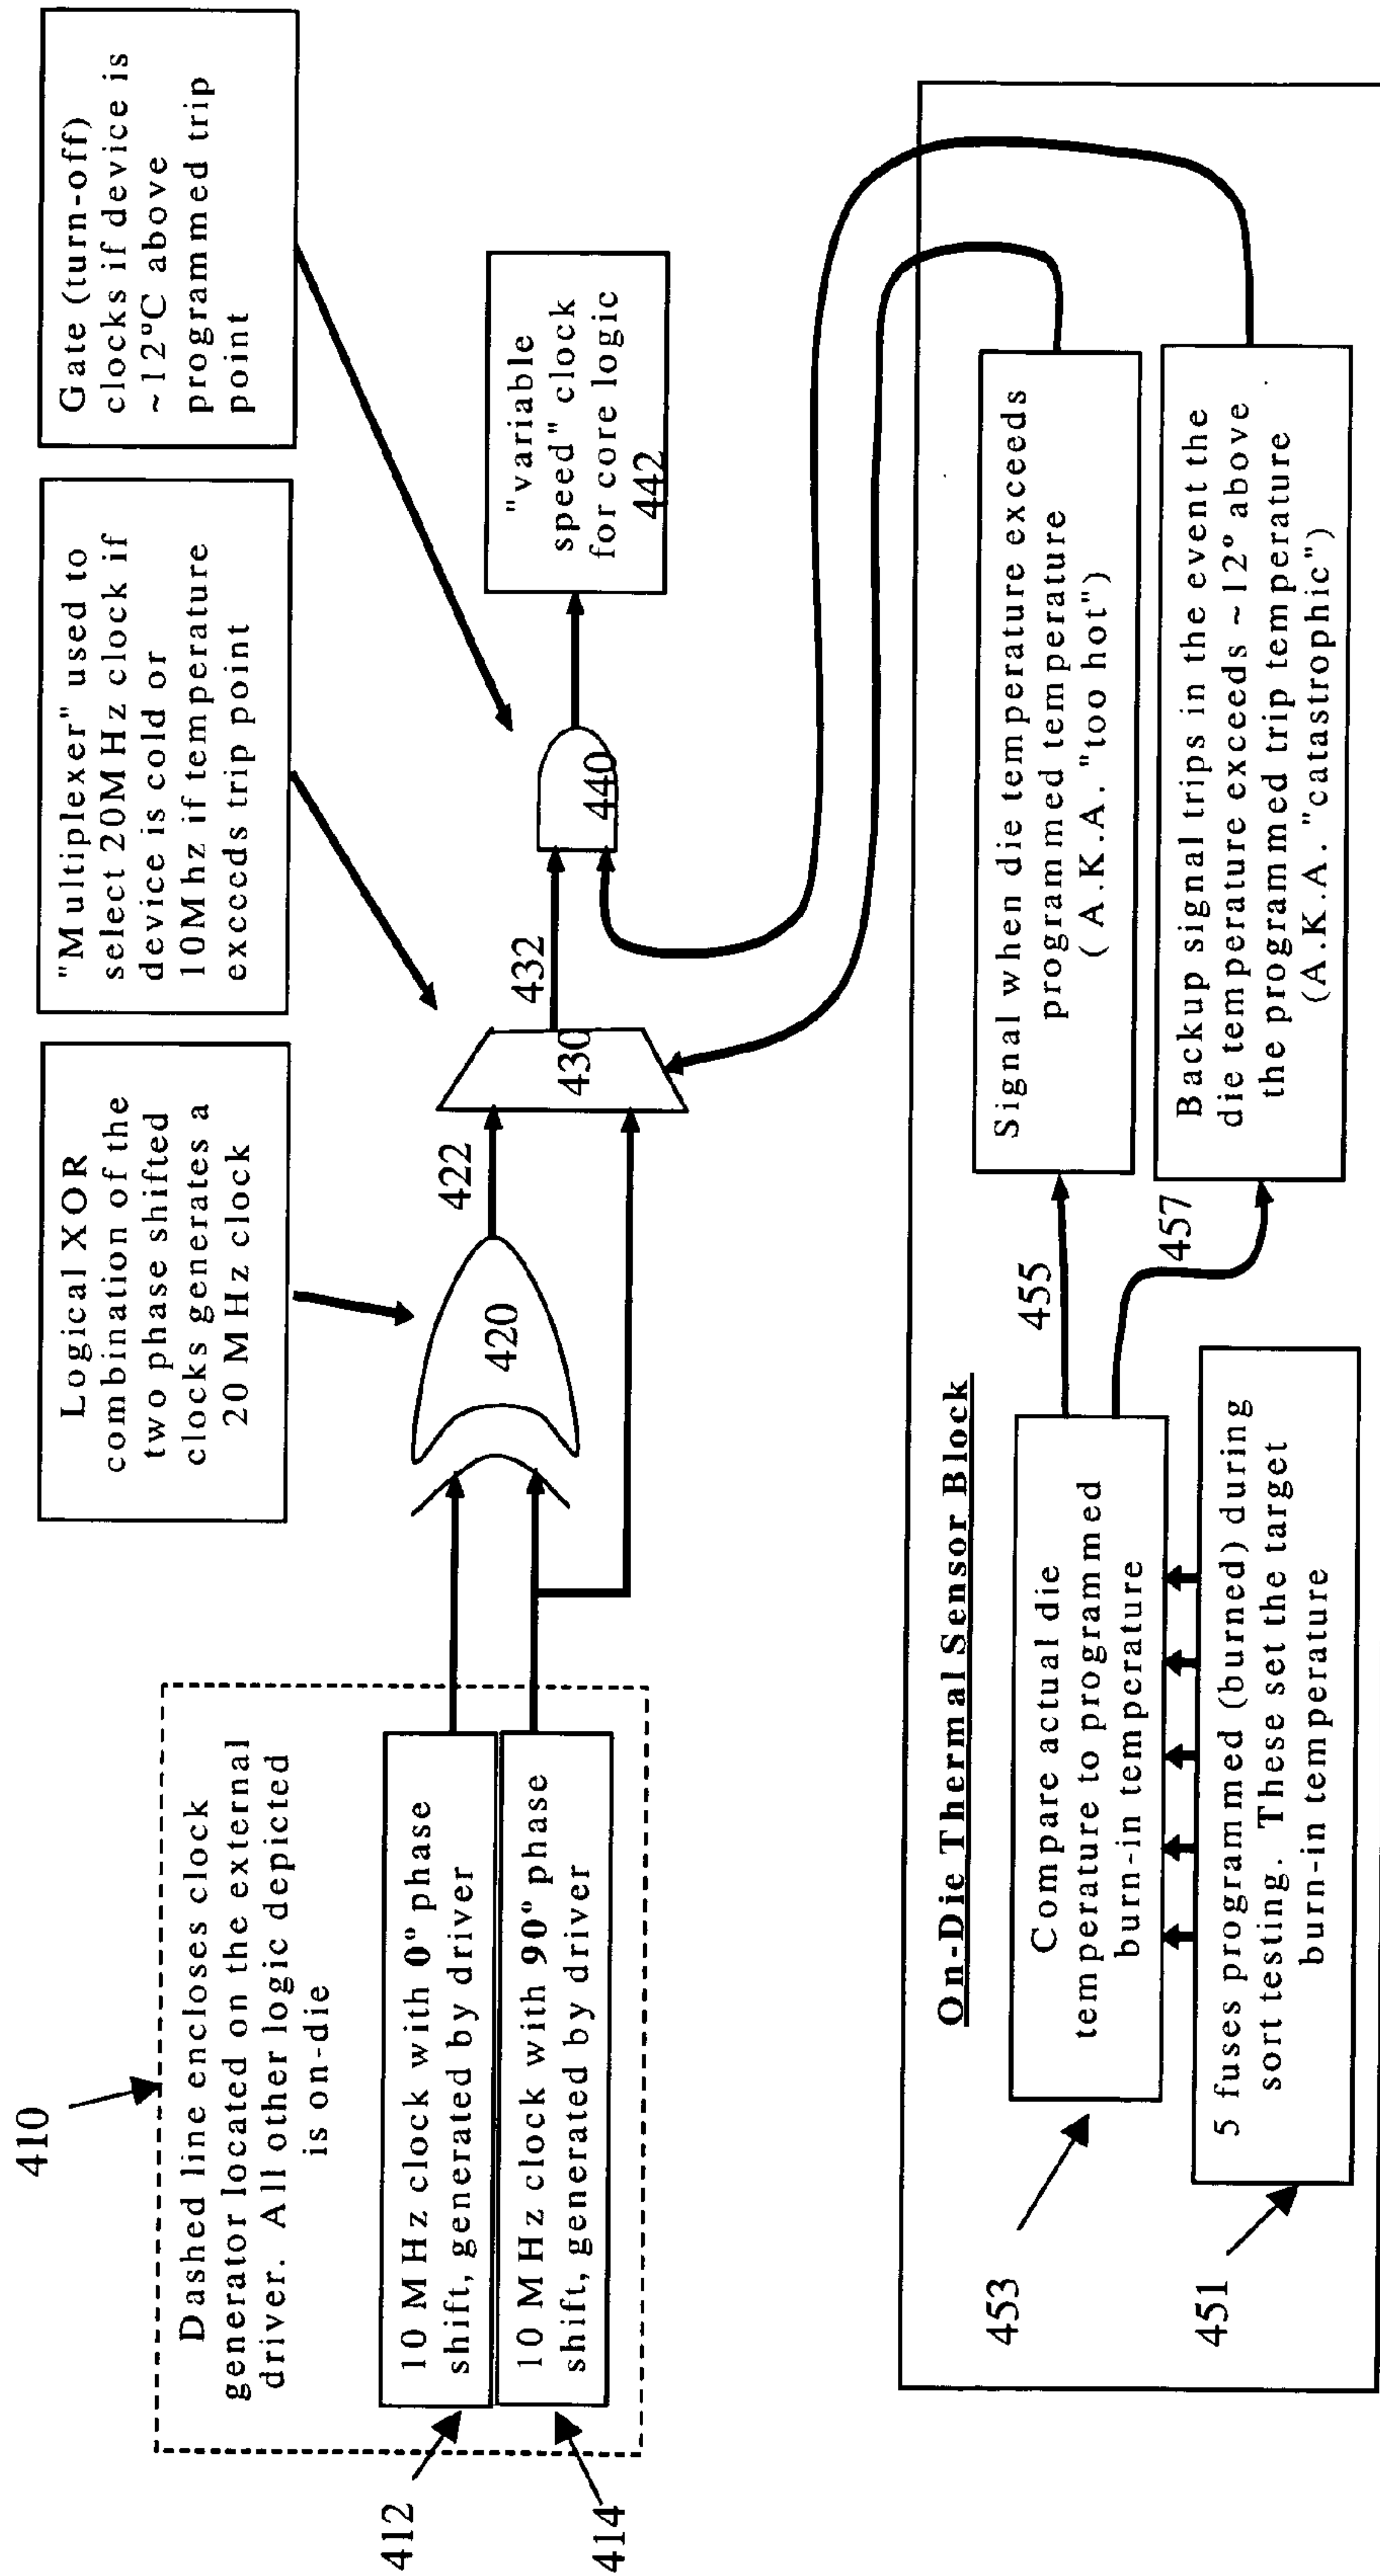 410
Dashed line encloses clock
generator located on the external
driver. All other logic depicted
is on-die
10 MHz clock with 0° phase
shift, generated by driver
10 MHz clock with 90° phase
shift, generated by driver
412
414
Logical XOR
combination of the
two phase shifted
clocks generates a
20 MHz clock
"Multiplexer" used to
select 20MHz clock if
device is cold or
10Mhz if temperature
exceeds trip point
Gate (turn-off)
clocks if device is
~12°C above
programmed trip
point
420
422
430
432
440
"variable
speed" clock
for core logic
442
On-Die Thermal Sensor Block
Compare actual die
temperature to programmed
burn-in temperature
453
5 fuses programmed (burned) during
sort testing. These set the target
burn-in temperature
451
455
457
Signal when die temperature exceeds
programmed temperature
( A.K.A. "too hot")
Backup signal trips in the event the
die temperature exceeds ~12° above
the programmed trip temperature
(A.K.A. "catastrophic")